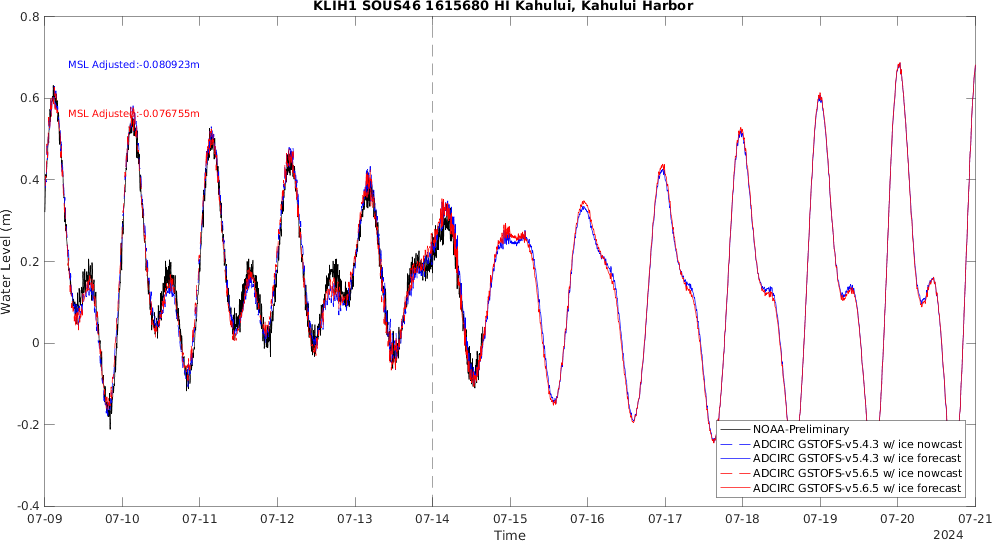 KLIH1 SOUS46 1615680 HI Kahului, Kahului Harbor
MSL Adjusted:-0.080923m
MSL Adjusted:-0.076755m
Water Level (m)
0.8
0.6
0.4
0.2
0
-0.2
-0.4
NOAA-Preliminary
ADCIRC GSTOFS-v5.4.3 w/ ice nowcast
ADCIRC GSTOFS-v5.4.3 w/ ice forecast
ADCIRC GSTOFS-v5.6.5 w/ ice nowcast
ADCIRC GSTOFS-v5.6.5 w/ ice forecast
07-09 07-10 07-11 07-12 07-13 07-14 07-15 07-16 07-17 07-18 07-19 07-20 07-21
Time
2024